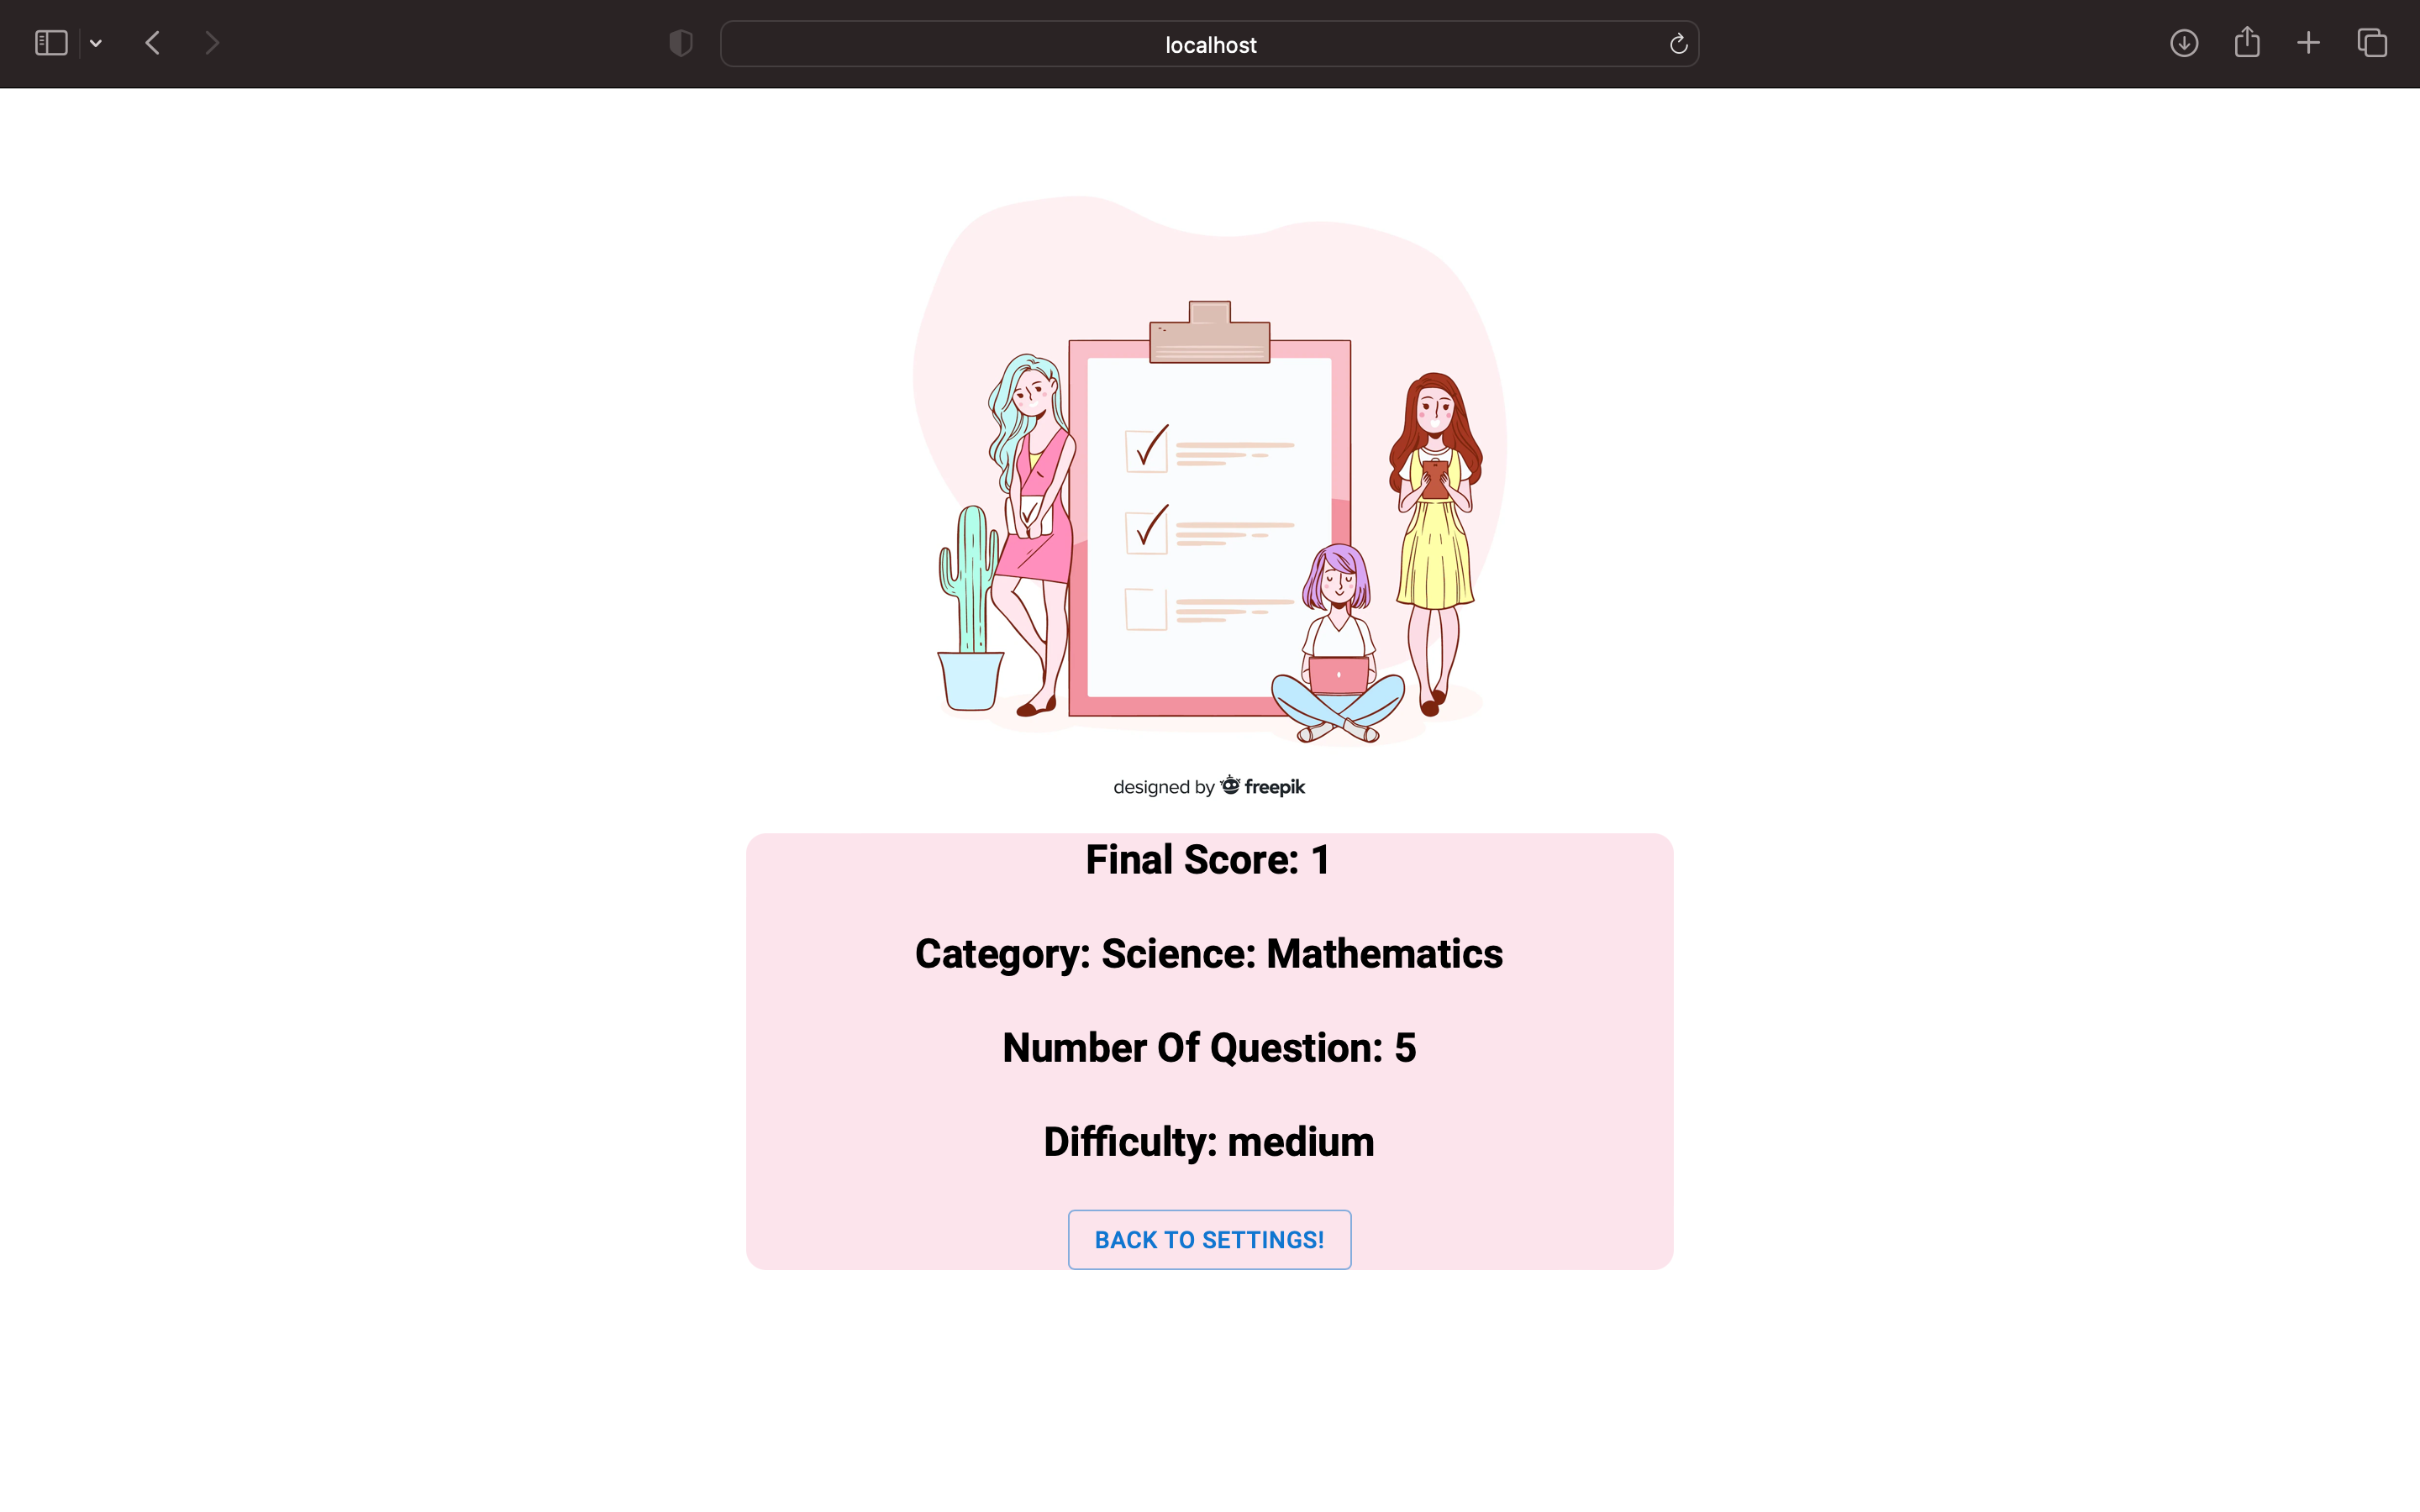 localhost
designed by freepik
Final Score: 1
Category: Science: Mathematics
Number Of Question: 5
Difficulty: medium
BACK TO SETTINGS!